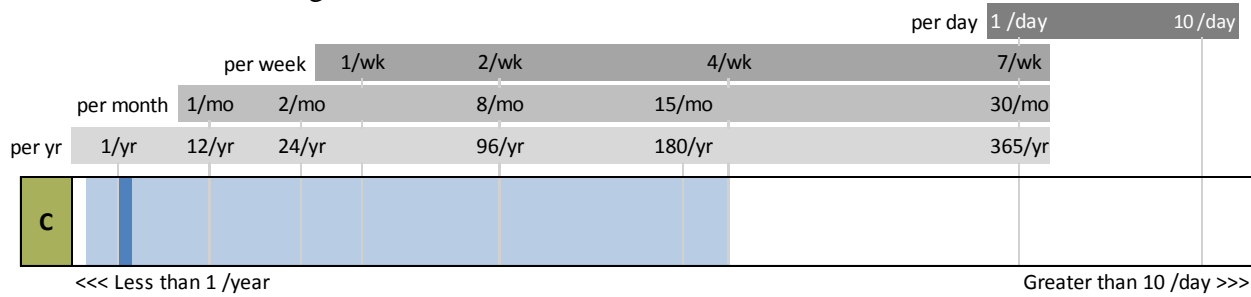 per day 1 /day 10 /day
per week 1/wk 2/wk 4/wk 7/wk
per month 1/mo 2/mo 8/mo 15/mo 30/mo
per yr 1/yr 12/yr 24/yr 96/yr 180/yr 365/yr
C
<<< Less than 1 /year Greater than 10 /day >>>